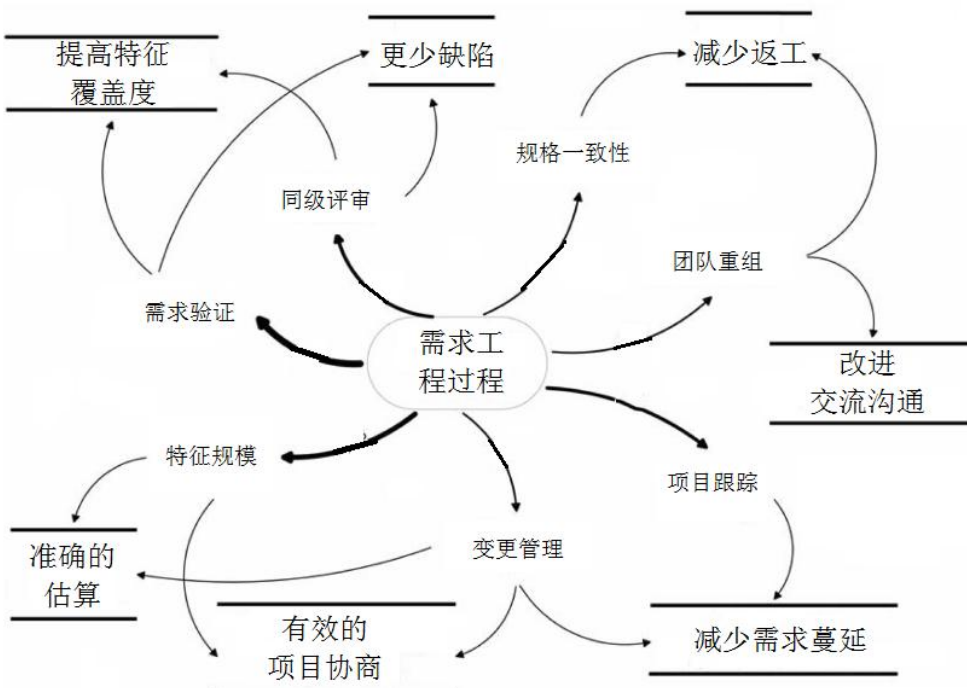 提高特征
覆盖度
更少缺陷
减少返工
规格一致性
同级评审
团队重组
需求验证
需求工
程过程
改进
交流沟通
特征规模
项目跟踪
变更管理
准确的
估算
有效的
项目协商
减少需求蔓延